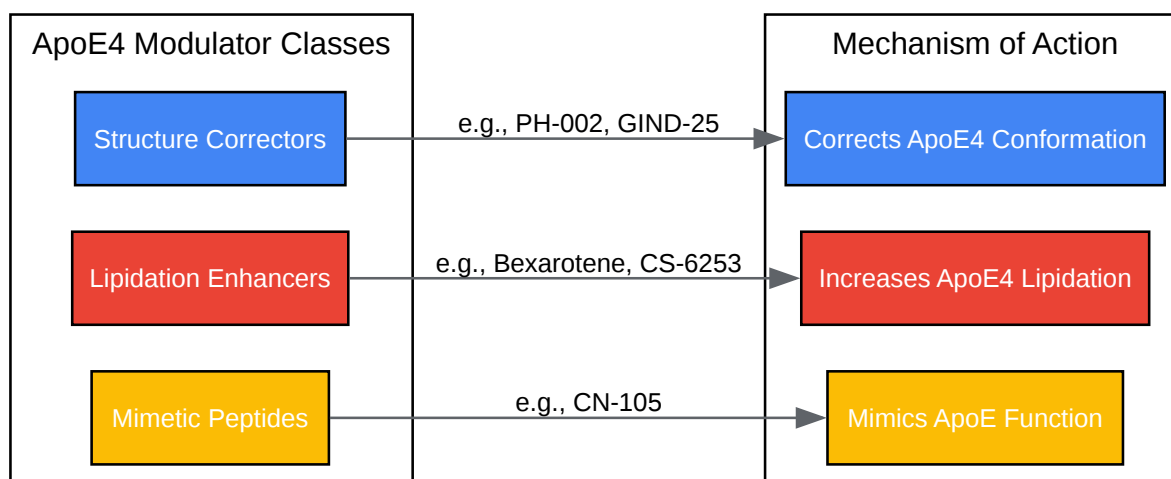 ApoE4 Modulator Classes
Mechanism of Action
Structure Correctors
e.g., PH-002, GIND-25
Corrects ApoE4 Conformation
Lipidation Enhancers
e.g., Bexarotene, CS-6253
Increases ApoE4 Lipidation
Mimetic Peptides
e.g., CN-105
Mimics ApoE Function